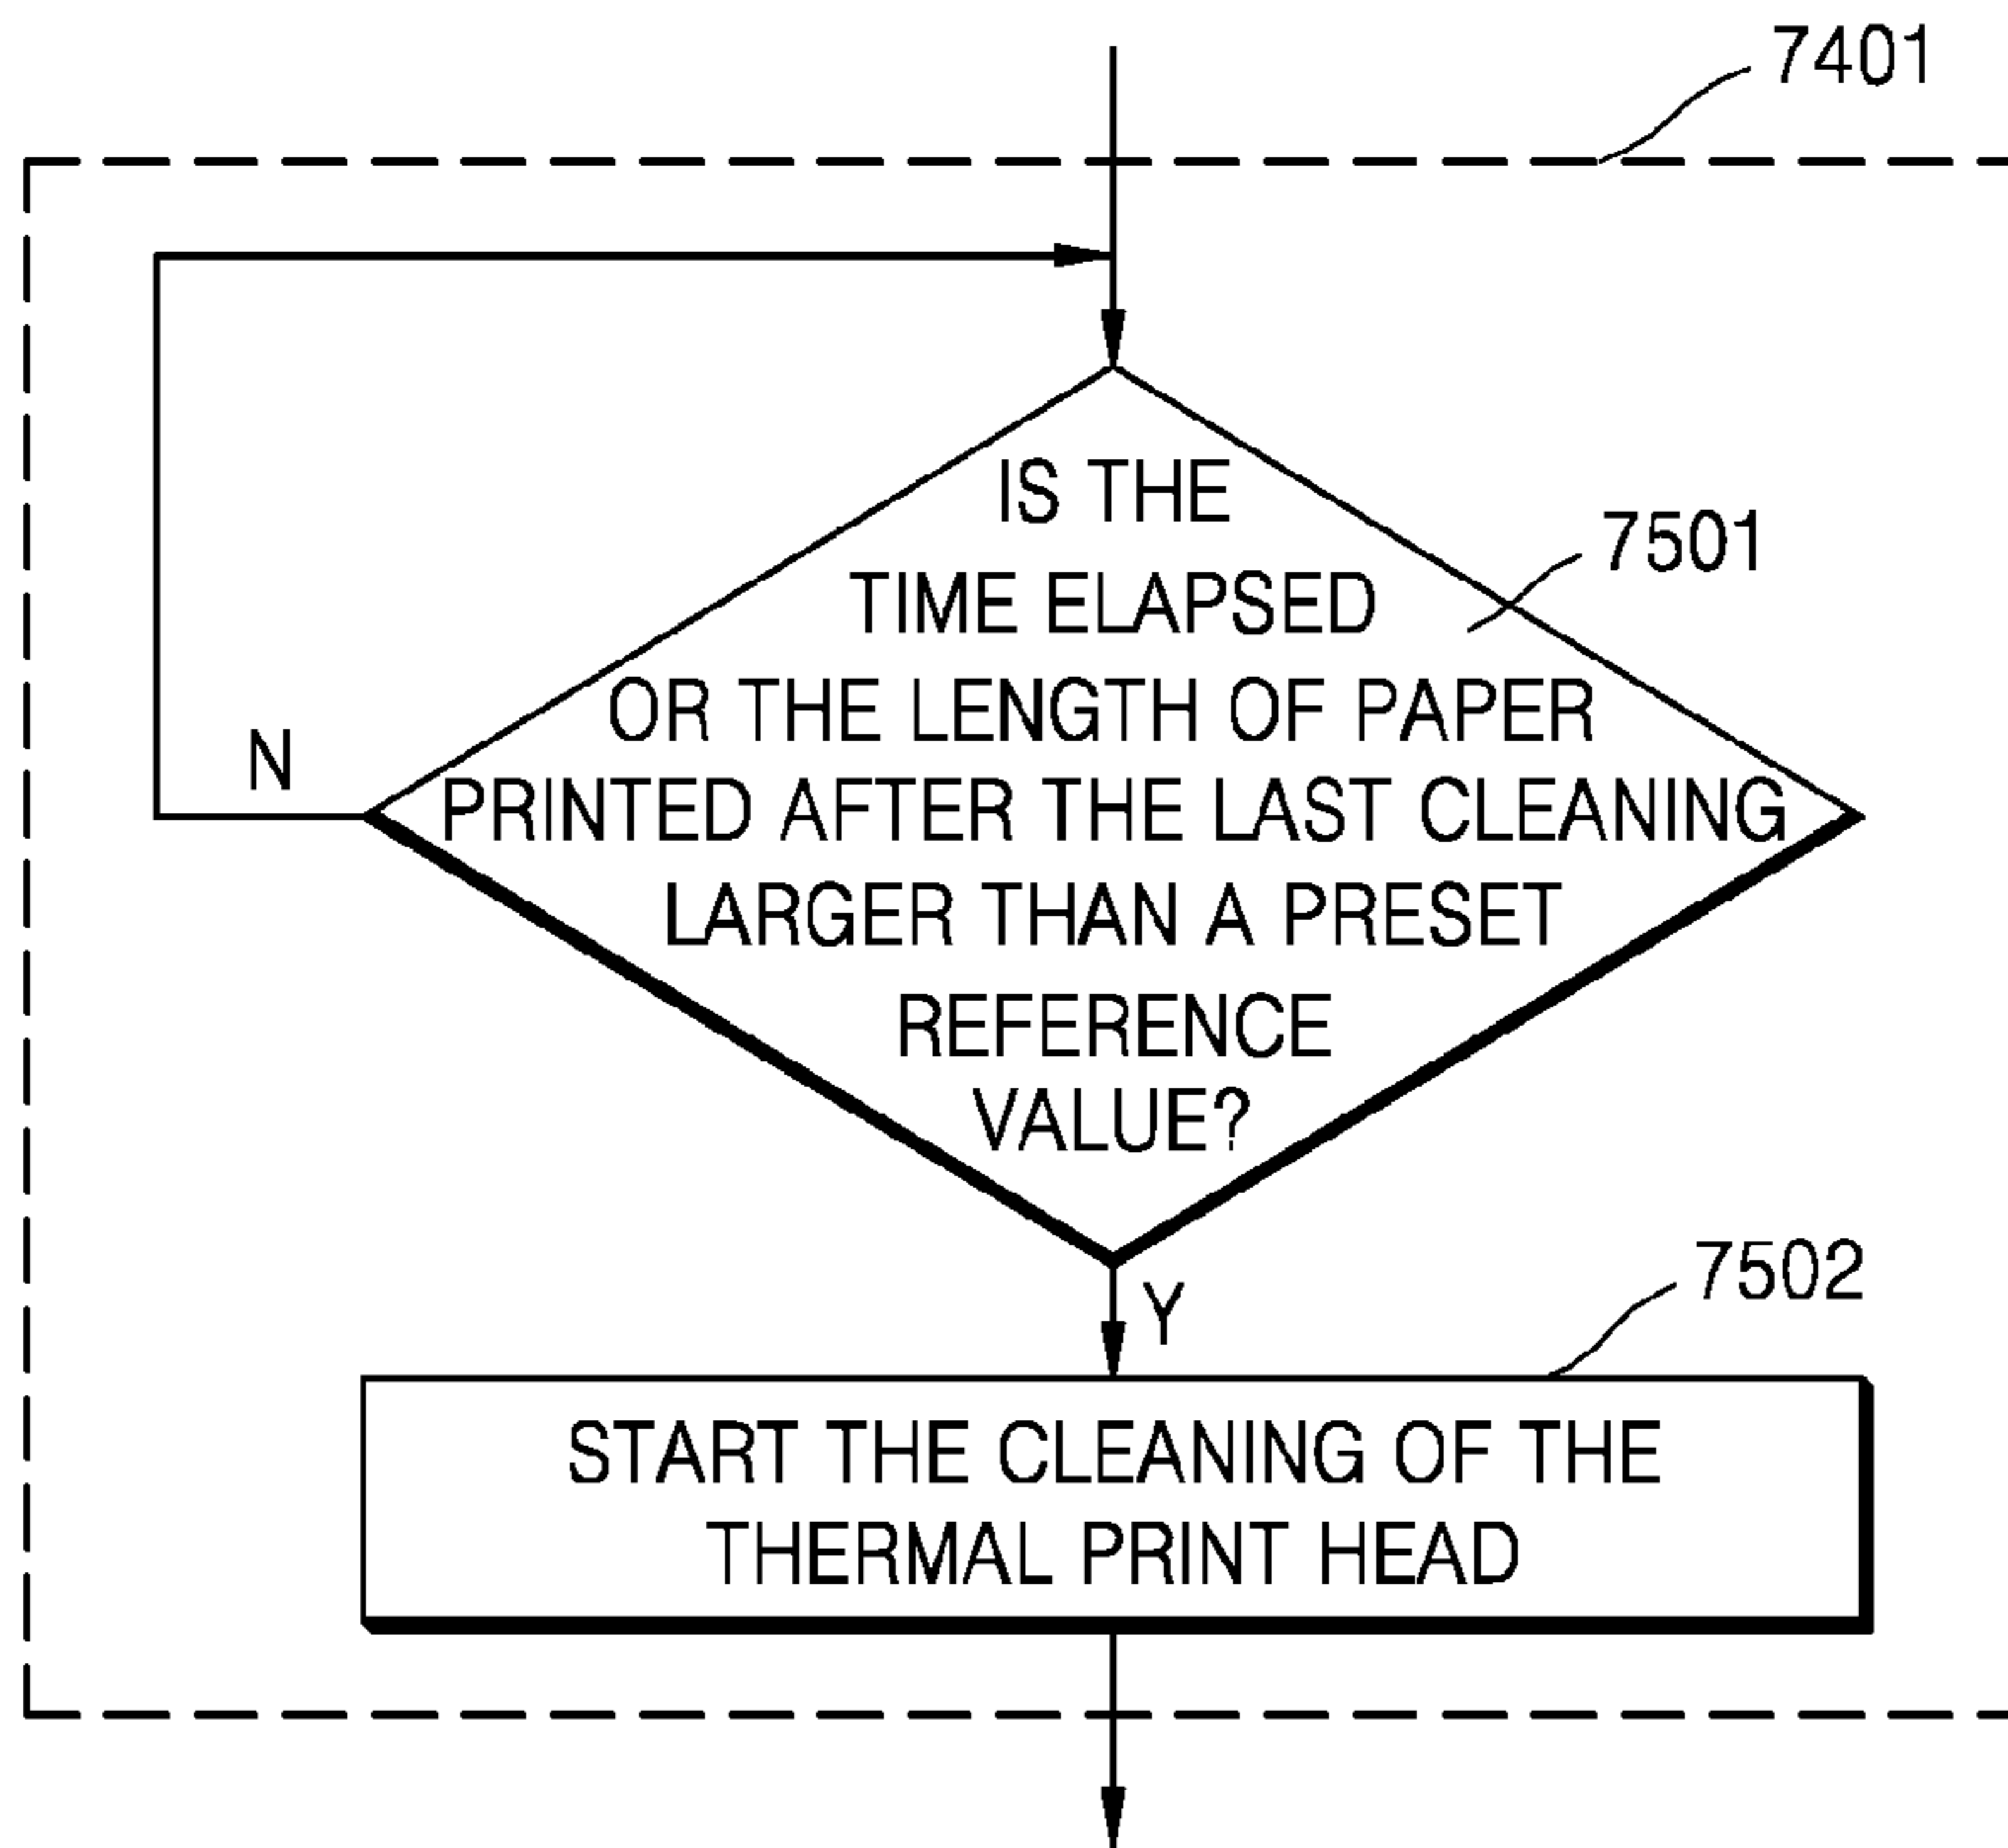 7401
IS THE
7501
TIME ELAPSED
OR THE LENGTH OF PAPER
N
PRINTED AFTER THE LAST CLEANING
LARGER THAN A PRESET
REFERENCE
VALUE?
7502
Y
START THE CLEANING OF THE
THERMAL PRINT HEAD